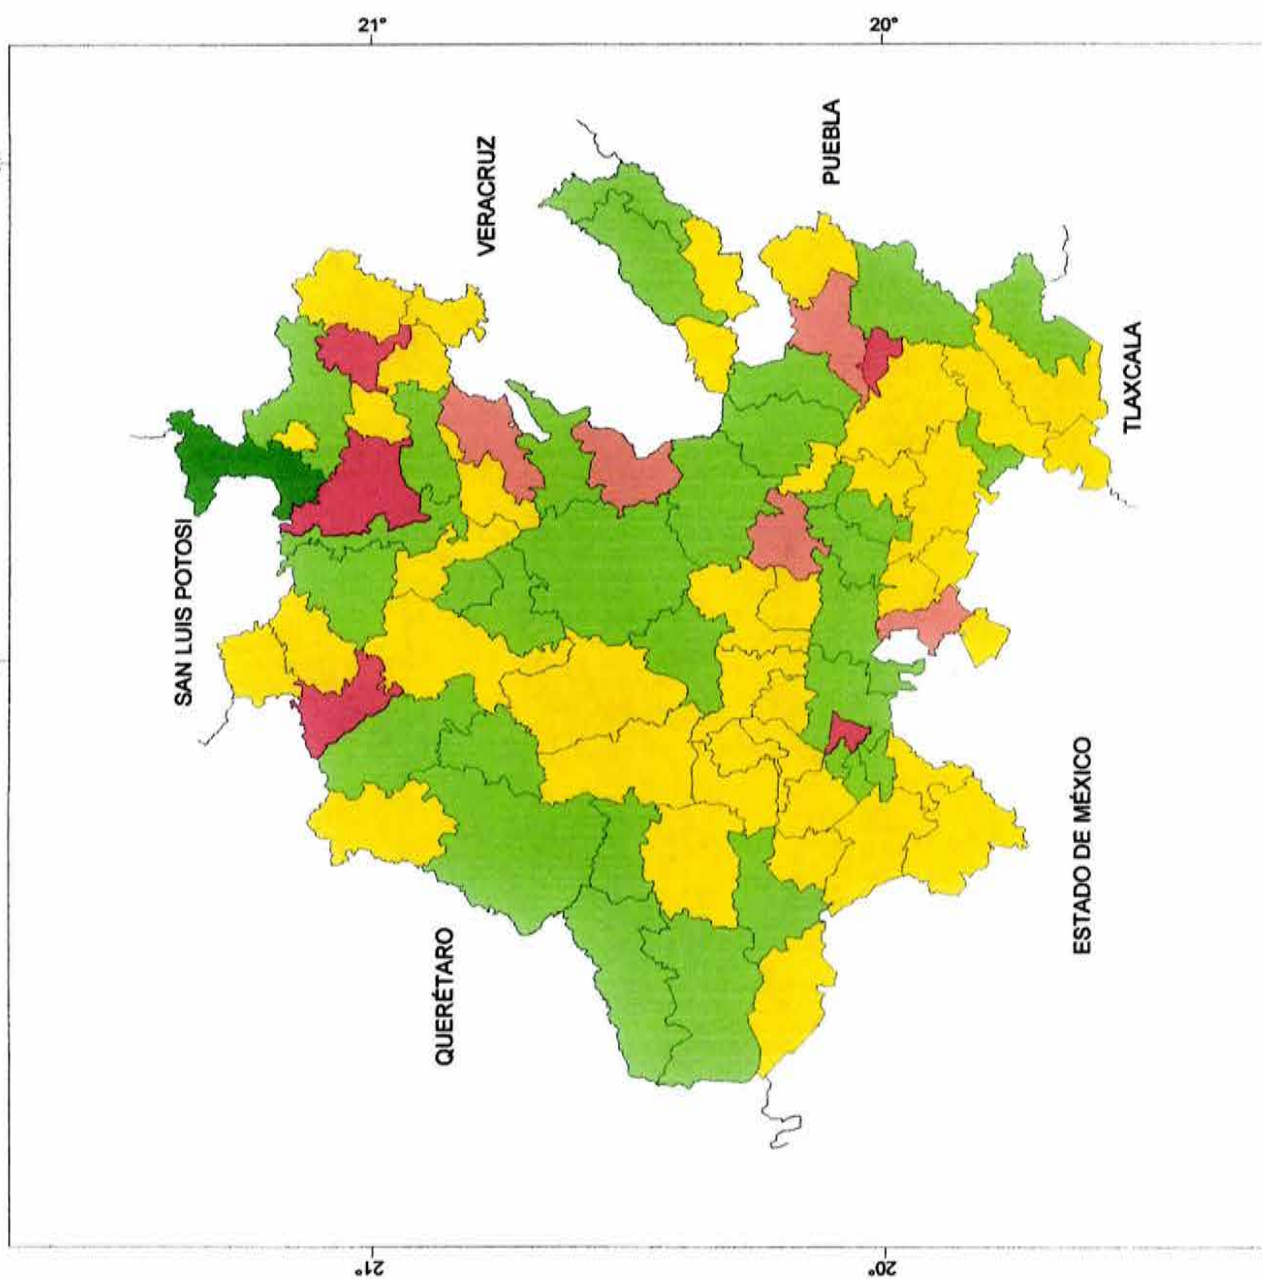 21°
20°
VERACRUZ
PUEBLA
SAN LUIS POTOSI
TLAXCALA
QUERÉTARO
ESTADO DE MÉXICO
21°
20°